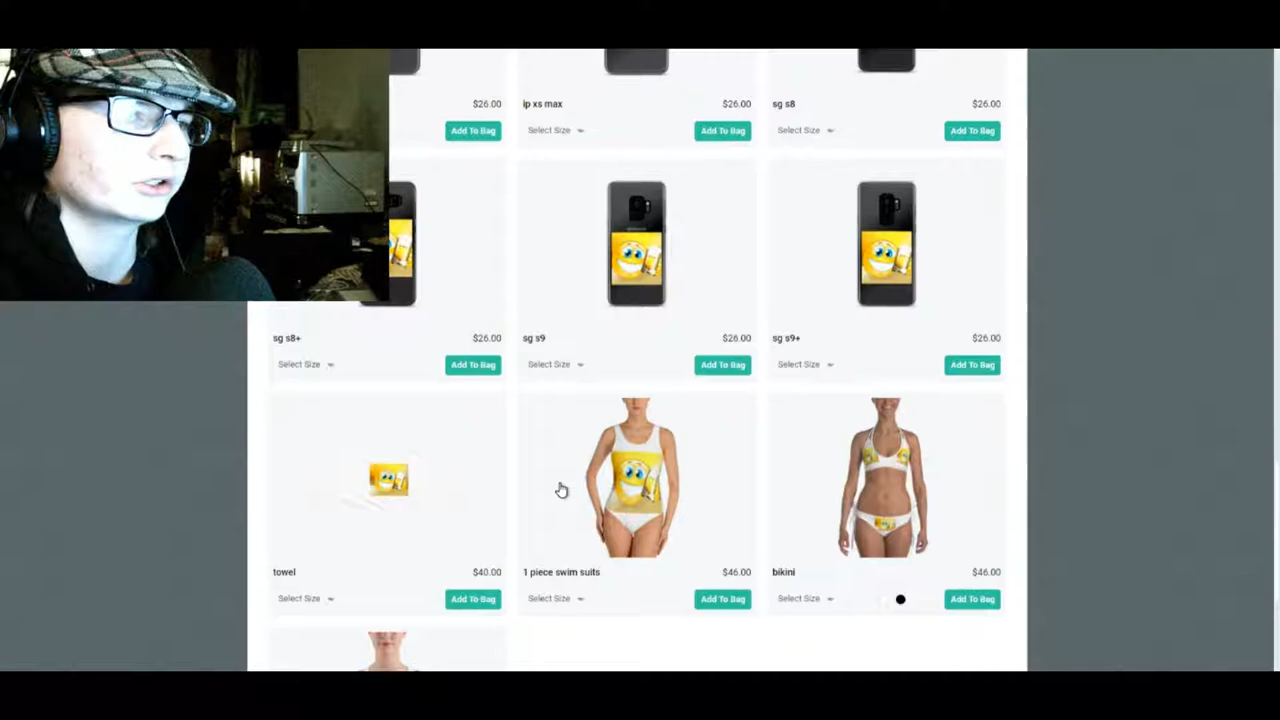 $26.00 ip xs max $26.00 sg s8 $26.00
Add To Bag Select Size Add To Bag Select Size Add To Bag
sg s8+ $26.00 sg s9 $26.00 sg s9+ $26.00
Select Size Add To Bag Select Size Add To Bag Select Size Add To Bag
towel $40.00 1 piece swim suits $46.00 bikini $46.00
Select Size Add To Bag Select Size Add To Bag Select Size Add To Bag